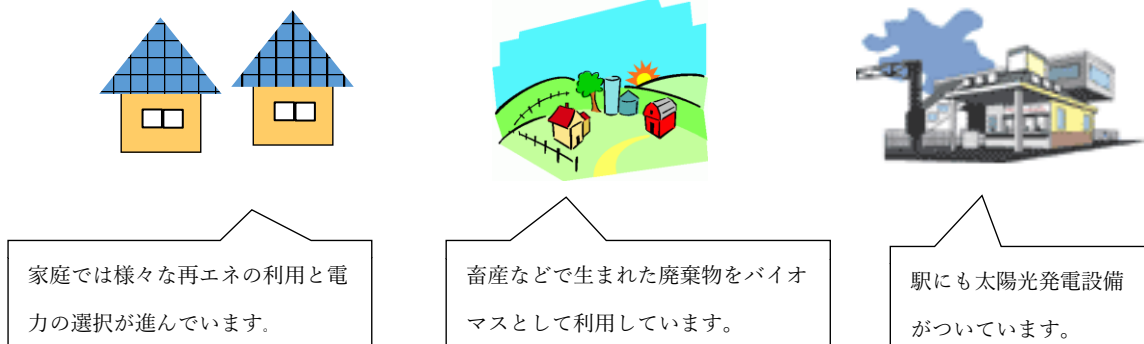 家庭では様々な再エネの利用と電
力の選択が進んでいます。
畜産などで生まれた廃棄物をバイオ
マスとして利用しています。
駅にも太陽光発電設備
がついています。